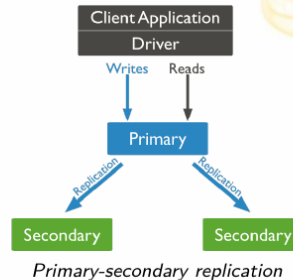 Client Application
Driver
Writes Reads
Primary
Replication Replication
Secondary Secondary
Primary-secondary replication